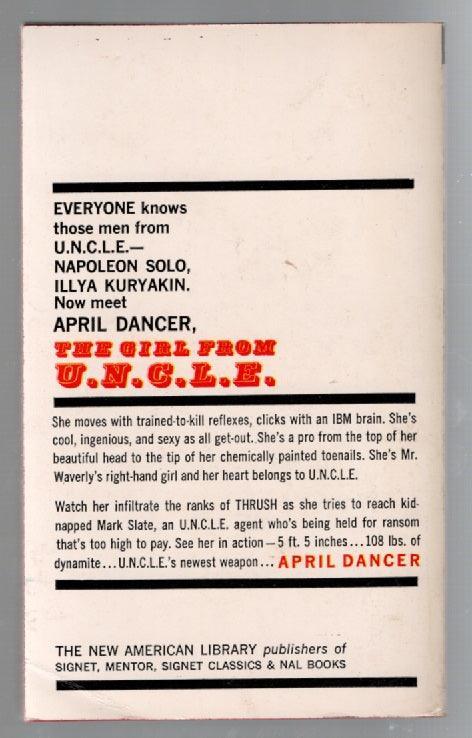 EVERYONE knows
those men from
U.N.C.L.E.—
NAPOLEON SOLO,
ILLYA KURYAKIN.
Now meet
APRIL DANCER,
THE GIRL FROM
U.N.C.L.E.
She moves with trained-to-kill reflexes, clicks with an IBM brain. She's
cool, ingenious, and sexy as all get-out. She's a pro from the top of her
beautiful head to the tip of her chemically painted toenails. She's Mr.
Waverly's right-hand girl and her heart belongs to U.N.C.L.E.
Watch her infiltrate the ranks of THRUSH as she tries to reach kid-
napped Mark Slate, an U.N.C.L.E. agent who's being held for ransom
that's too high to pay. See her in action—5 ft. 5 inches...108 lbs. of
dynamite...U.N.C.L.E.'s newest weapon... APRIL DANCER
THE NEW AMERICAN LIBRARY publishers of
SIGNET, MENTOR, SIGNET CLASSICS & NAL BOOKS